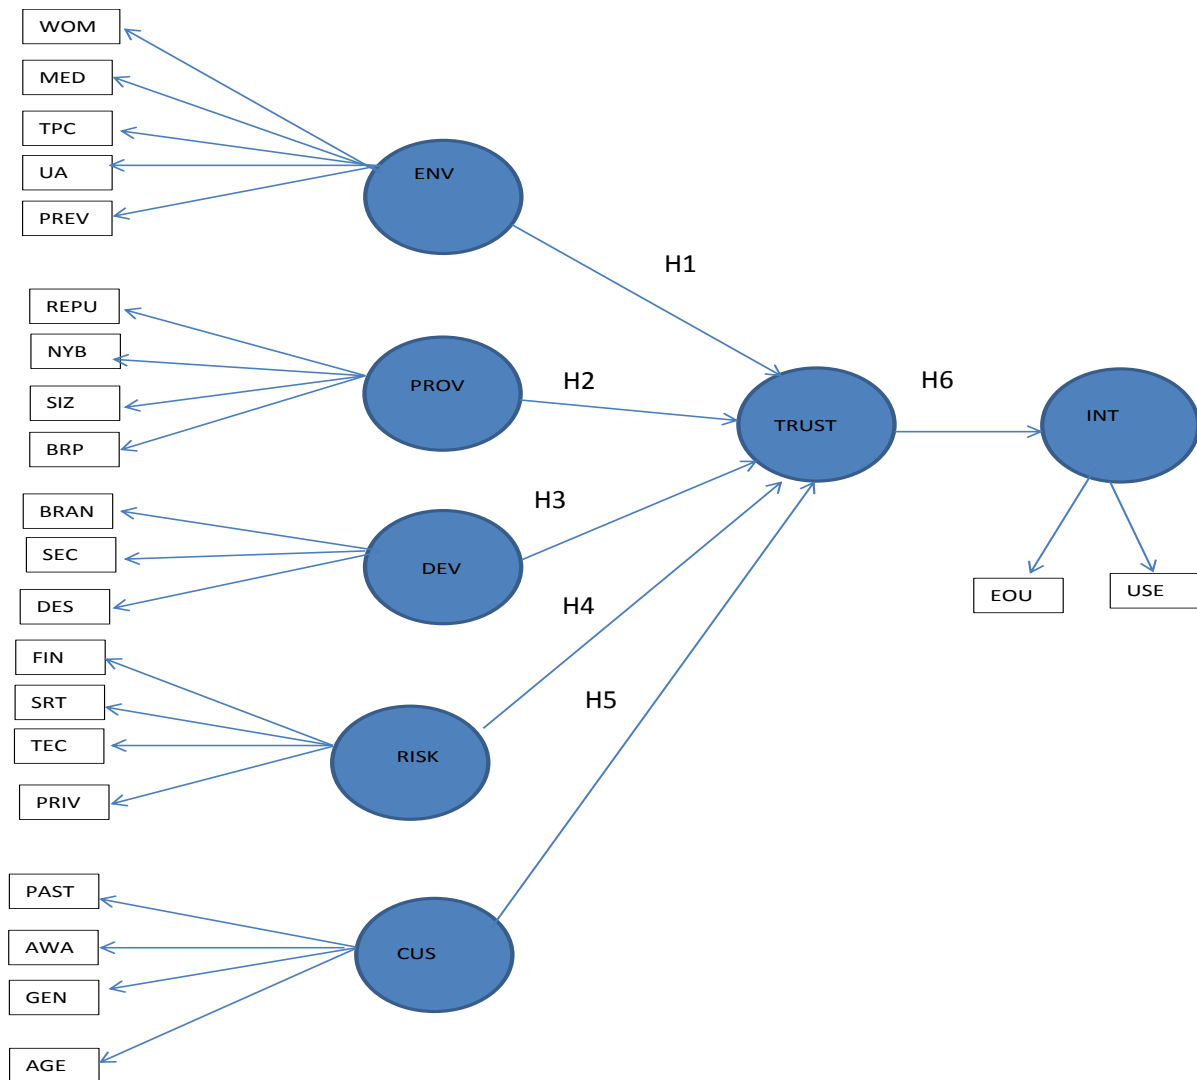 WOM
MED
TPC
UA
PREV
ENV
H1
REPU
NYB
SIZ
BRP
PROV
H2
TRUST
H6
INT
BRAN
SEC
DES
DEV
H3
EOU
USE
FIN
SRT
TEC
PRIV
RISK
H4
H5
PAST
AWA
GEN
AGE
CUS